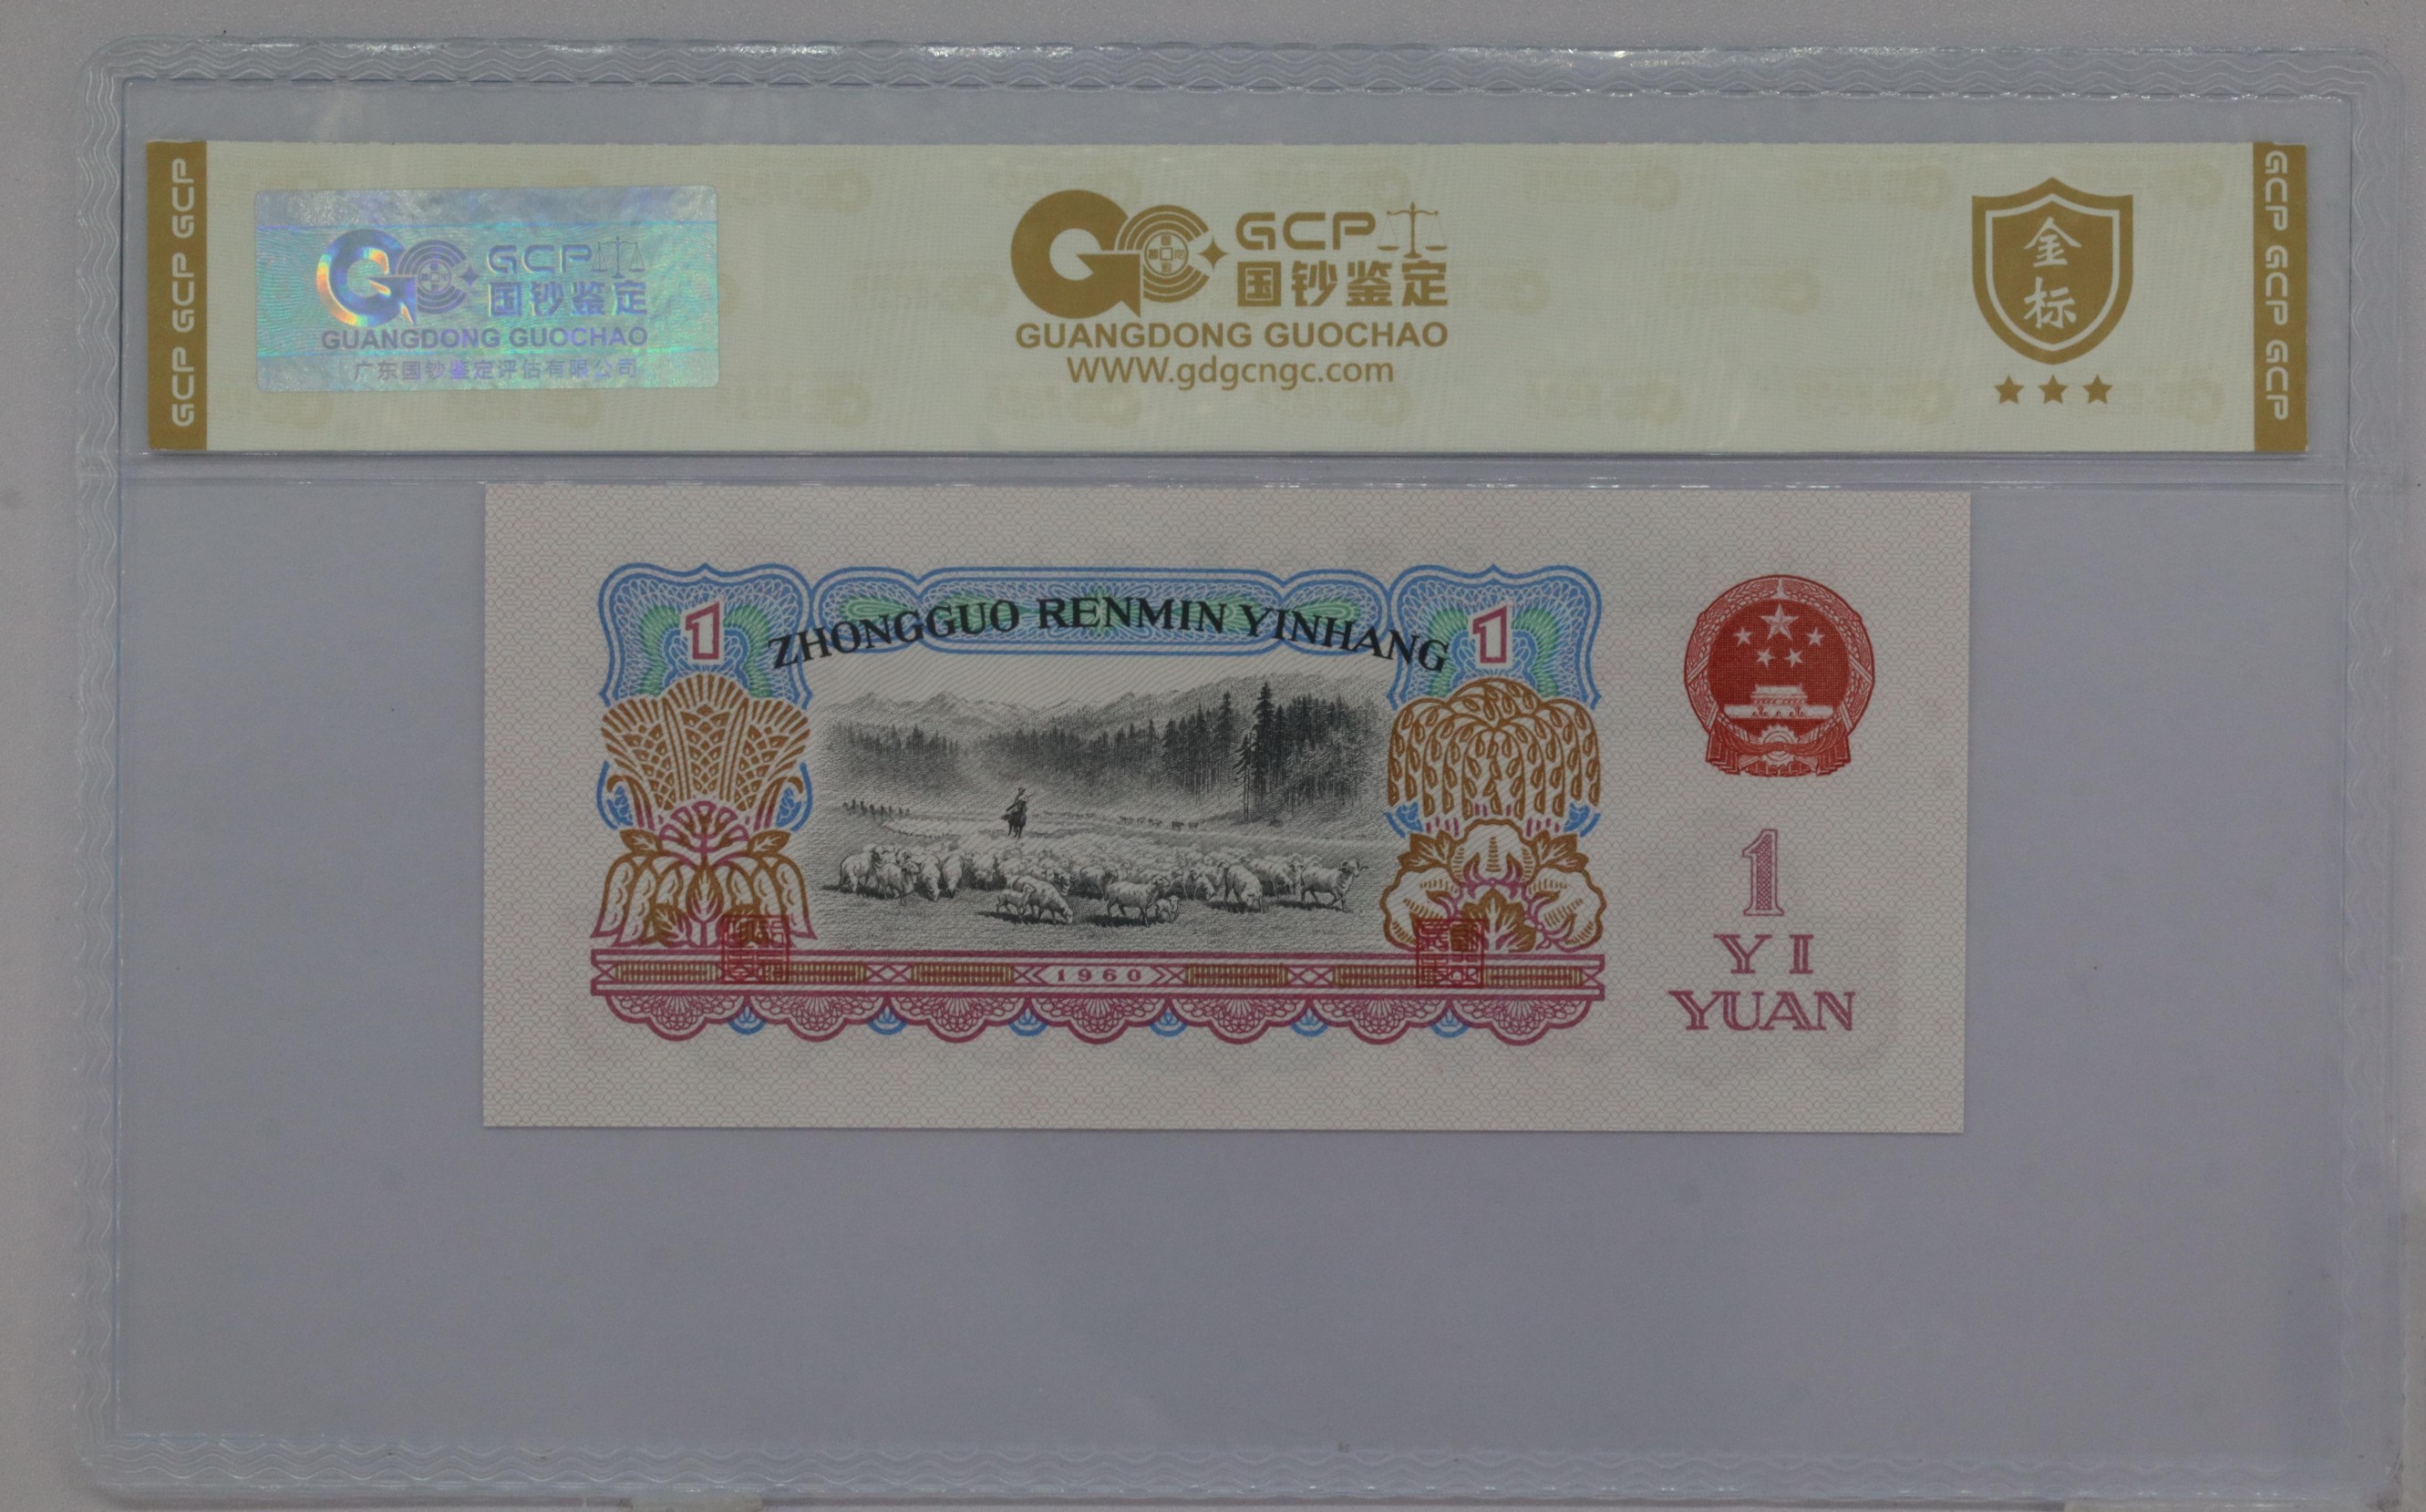 GCP GCP GCP
GCP
国钞鉴定
GUANGDONG GUOCHAO
广东国钞鉴定评估有限公司
GCP
国钞鉴定
GUANGDONG GUOCHAO
WWW.gdgcngc.com
金
标
GCP GCP GCP
1
ZHONGGUO RENMIN YINHANG
1
1960
1
YI
YUAN